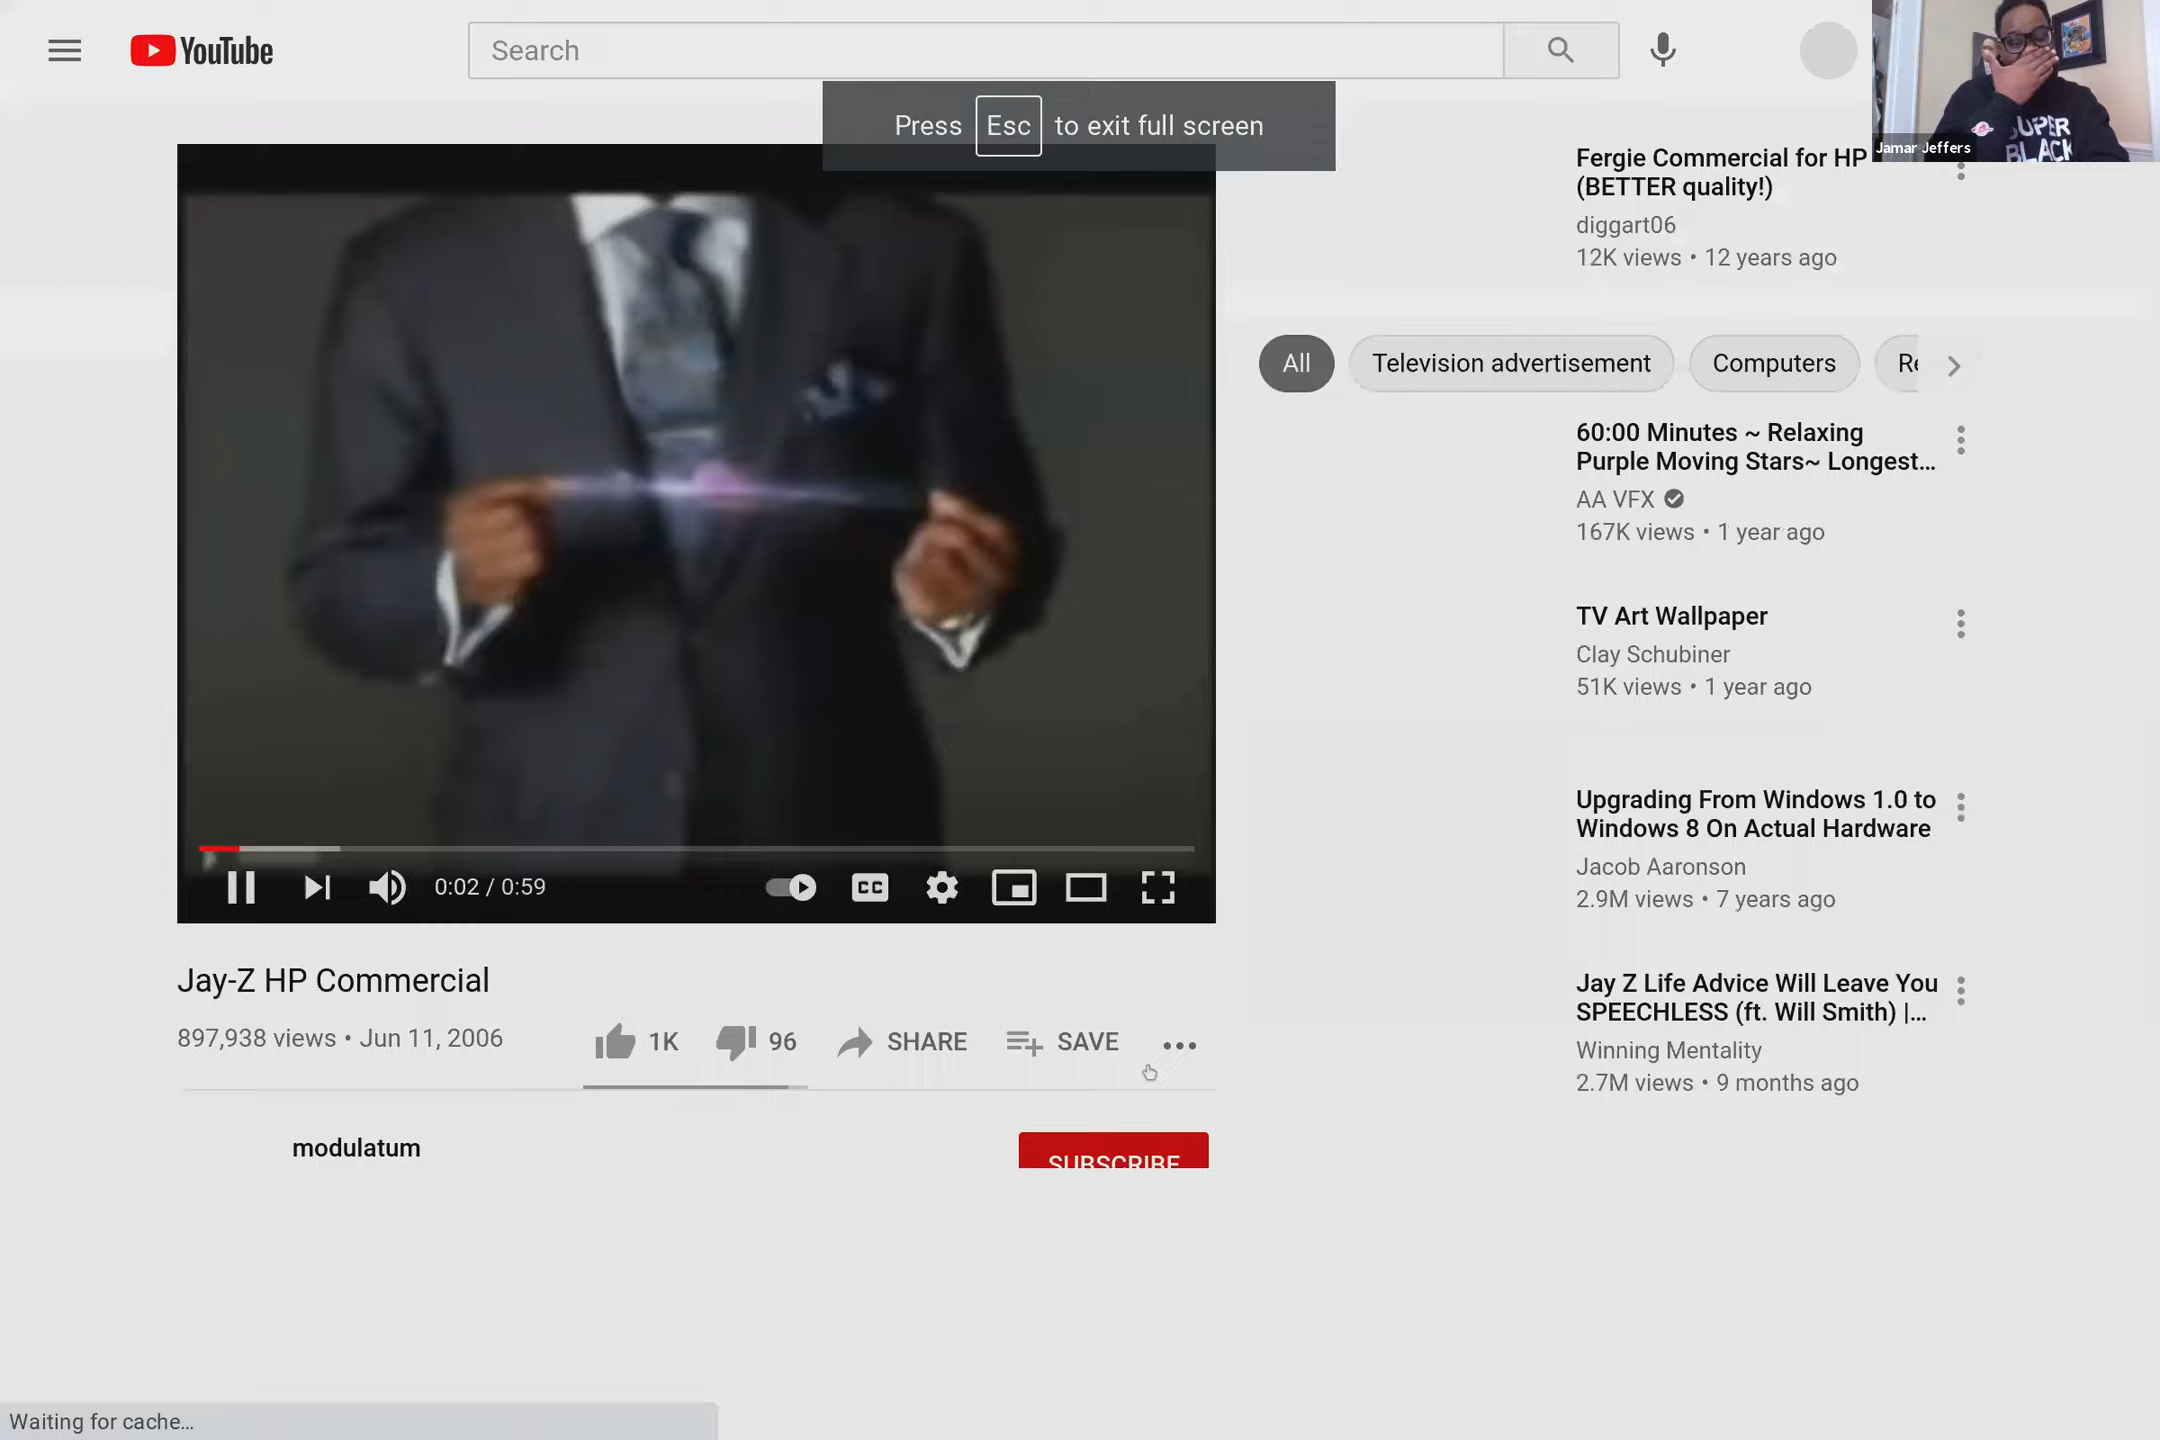 YouTube
Search
Press Esc to exit full screen
SUPER
BLACK
Jamar Jeffers
Fergie Commercial for HP
(BETTER quality!)
diggart06
12K views • 12 years ago
All
Television advertisement
Computers
Re
60:00 Minutes ~ Relaxing
Purple Moving Stars~ Longest...
AA VFX
167K views • 1 year ago
TV Art Wallpaper
Clay Schubiner
51K views • 1 year ago
Upgrading From Windows 1.0 to
Windows 8 On Actual Hardware
Jacob Aaronson
2.9M views • 7 years ago
Jay Z Life Advice Will Leave You
SPEECHLESS (ft. Will Smith) |...
Winning Mentality
2.7M views • 9 months ago
0:02 / 0:59
CC
Jay-Z HP Commercial
897,938 views • Jun 11, 2006
1K
96
SHARE
SAVE
modulatum
SUBSCRIBE
Waiting for cache...